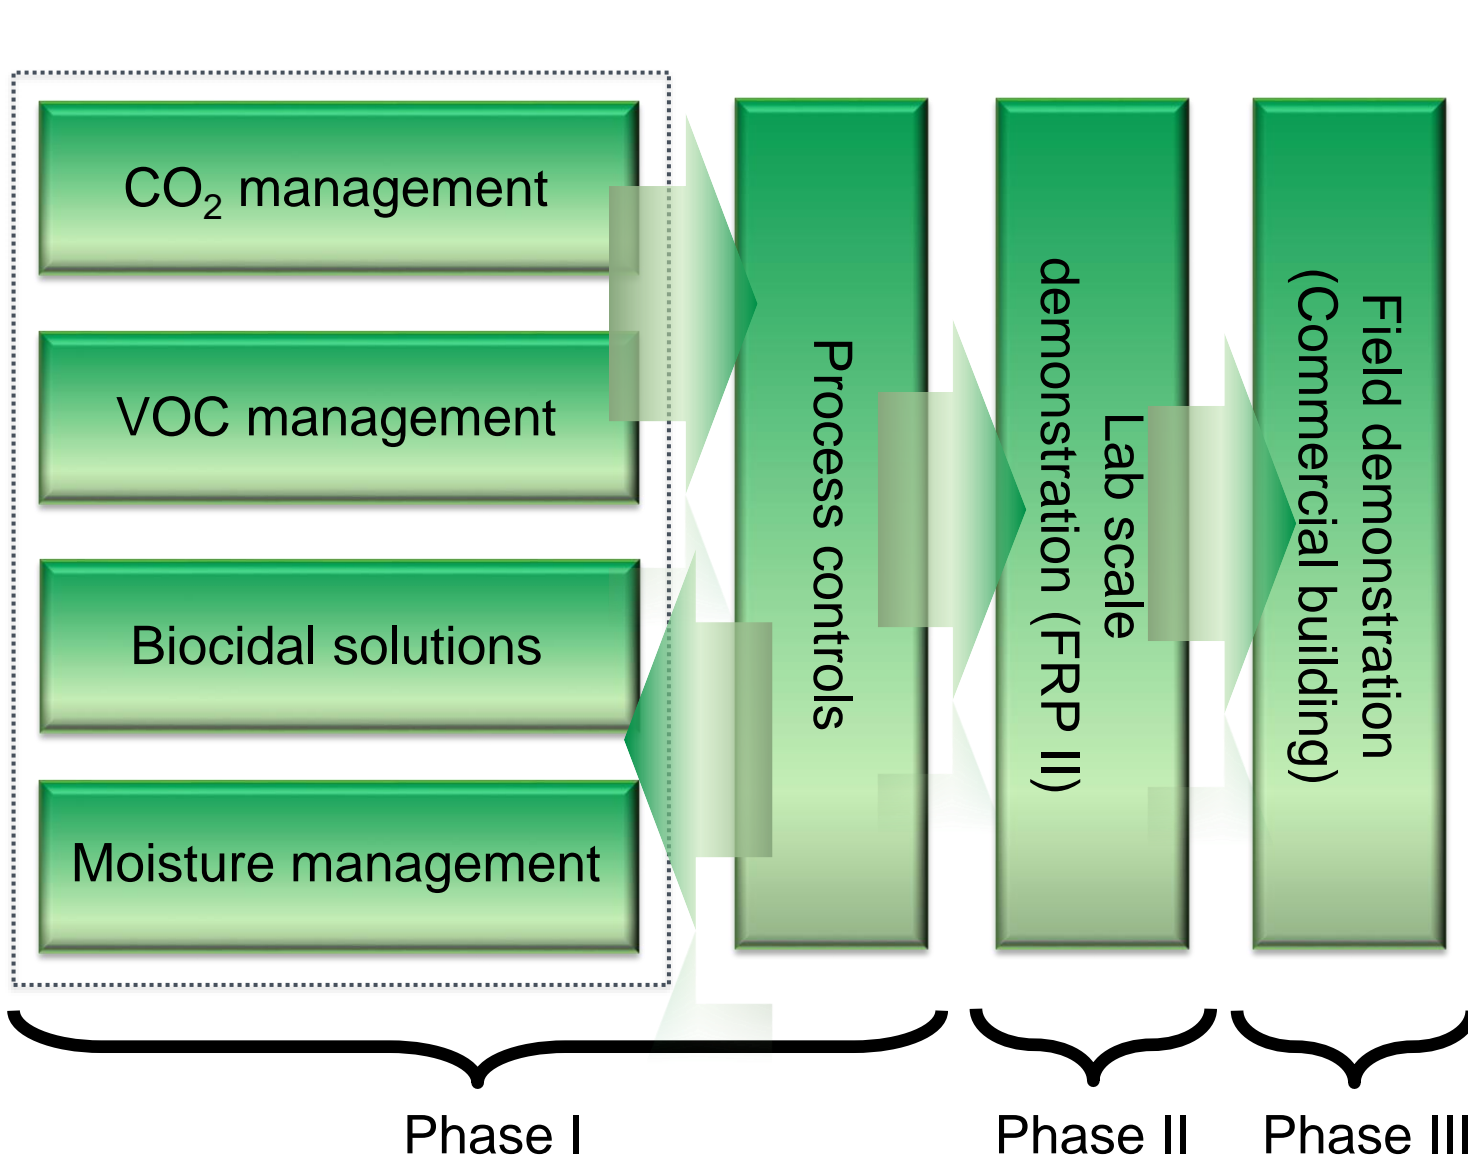 CO₂ management
VOC management
Biocidal solutions
Moisture management
Process controls
Lab scale
demonstration (FRP II)
Field demonstration
(Commercial building)
Phase I
Phase II
Phase III